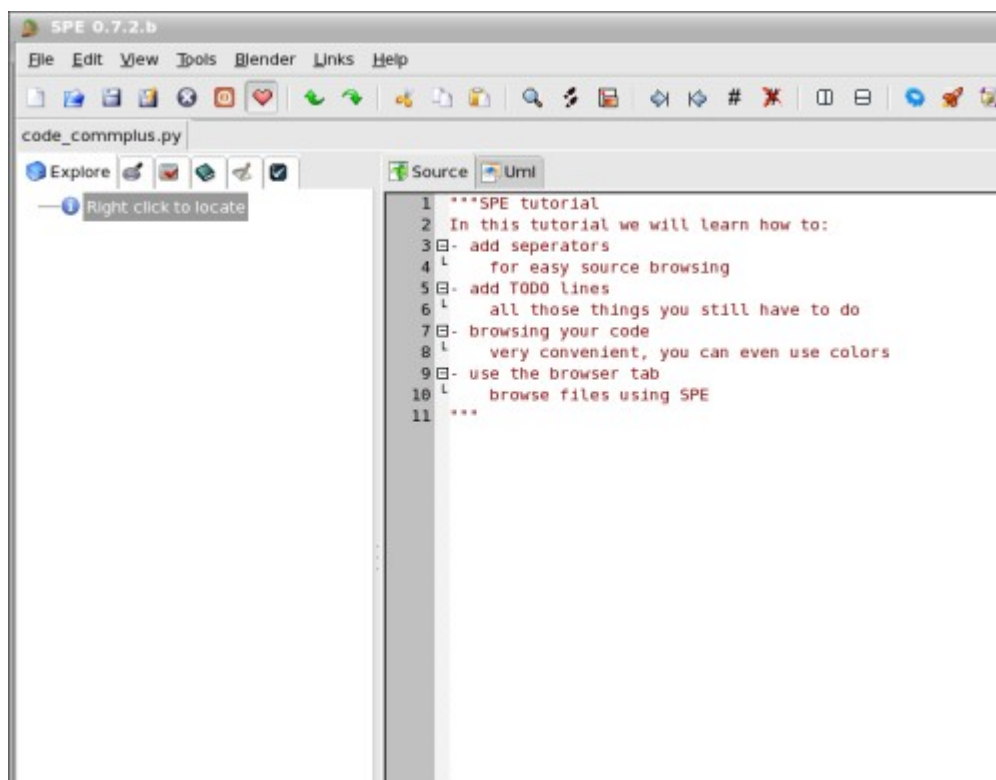 SPE 0.7.2.b
File Edit View Tools Blender Links Help
code_commplus.py
Explore
Right click to locate
Source Uml
1 """SPE tutorial
2 In this tutorial we will learn how to:
3 - add seperators
4 for easy source browsing
5 - add TODO lines
6 all those things you still have to do
7 - browsing your code
8 very convenient, you can even use colors
9 - use the browser tab
10 browse files using SPE
11 """